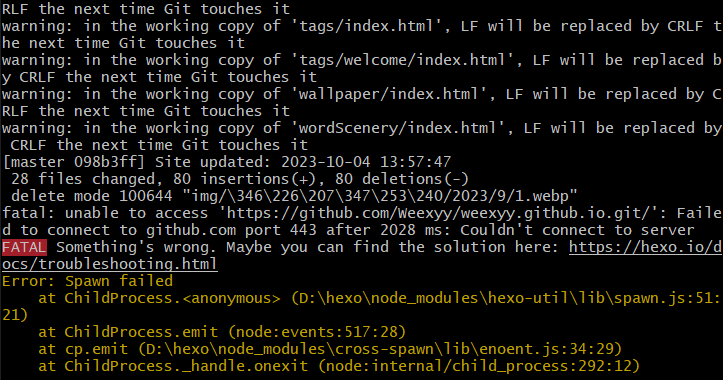 RLF the next time Git touches it
warning: in the working copy of 'tags/index.html', LF will be replaced by CRLF t
he next time Git touches it
warning: in the working copy of 'tags/welcome/index.html', LF will be replaced b
y CRLF the next time Git touches it
warning: in the working copy of 'wallpaper/index.html', LF will be replaced by C
RLF the next time Git touches it
warning: in the working copy of 'wordScenery/index.html', LF will be replaced by
 CRLF the next time Git touches it
[master 098b3ff] Site updated: 2023-10-04 13:57:47
 28 files changed, 80 insertions(+), 80 deletions(-)
 delete mode 100644 "img/\346\226\207\347\253\240/2023/9/1.webp"
fatal: unable to access 'https://github.com/Weexyy/weexyy.github.io.git/': Faile
d to connect to github.com port 443 after 2028 ms: Couldn't connect to server
FATAL Something's wrong. Maybe you can find the solution here: https://hexo.io/d
ocs/troubleshooting.html
Error: Spawn failed
    at ChildProcess.<anonymous> (D:\hexo\node_modules\hexo-util\lib\spawn.js:51:
21)
    at ChildProcess.emit (node:events:517:28)
    at cp.emit (D:\hexo\node_modules\cross-spawn\lib\enoent.js:34:29)
    at ChildProcess._handle.onexit (node:internal/child_process:292:12)